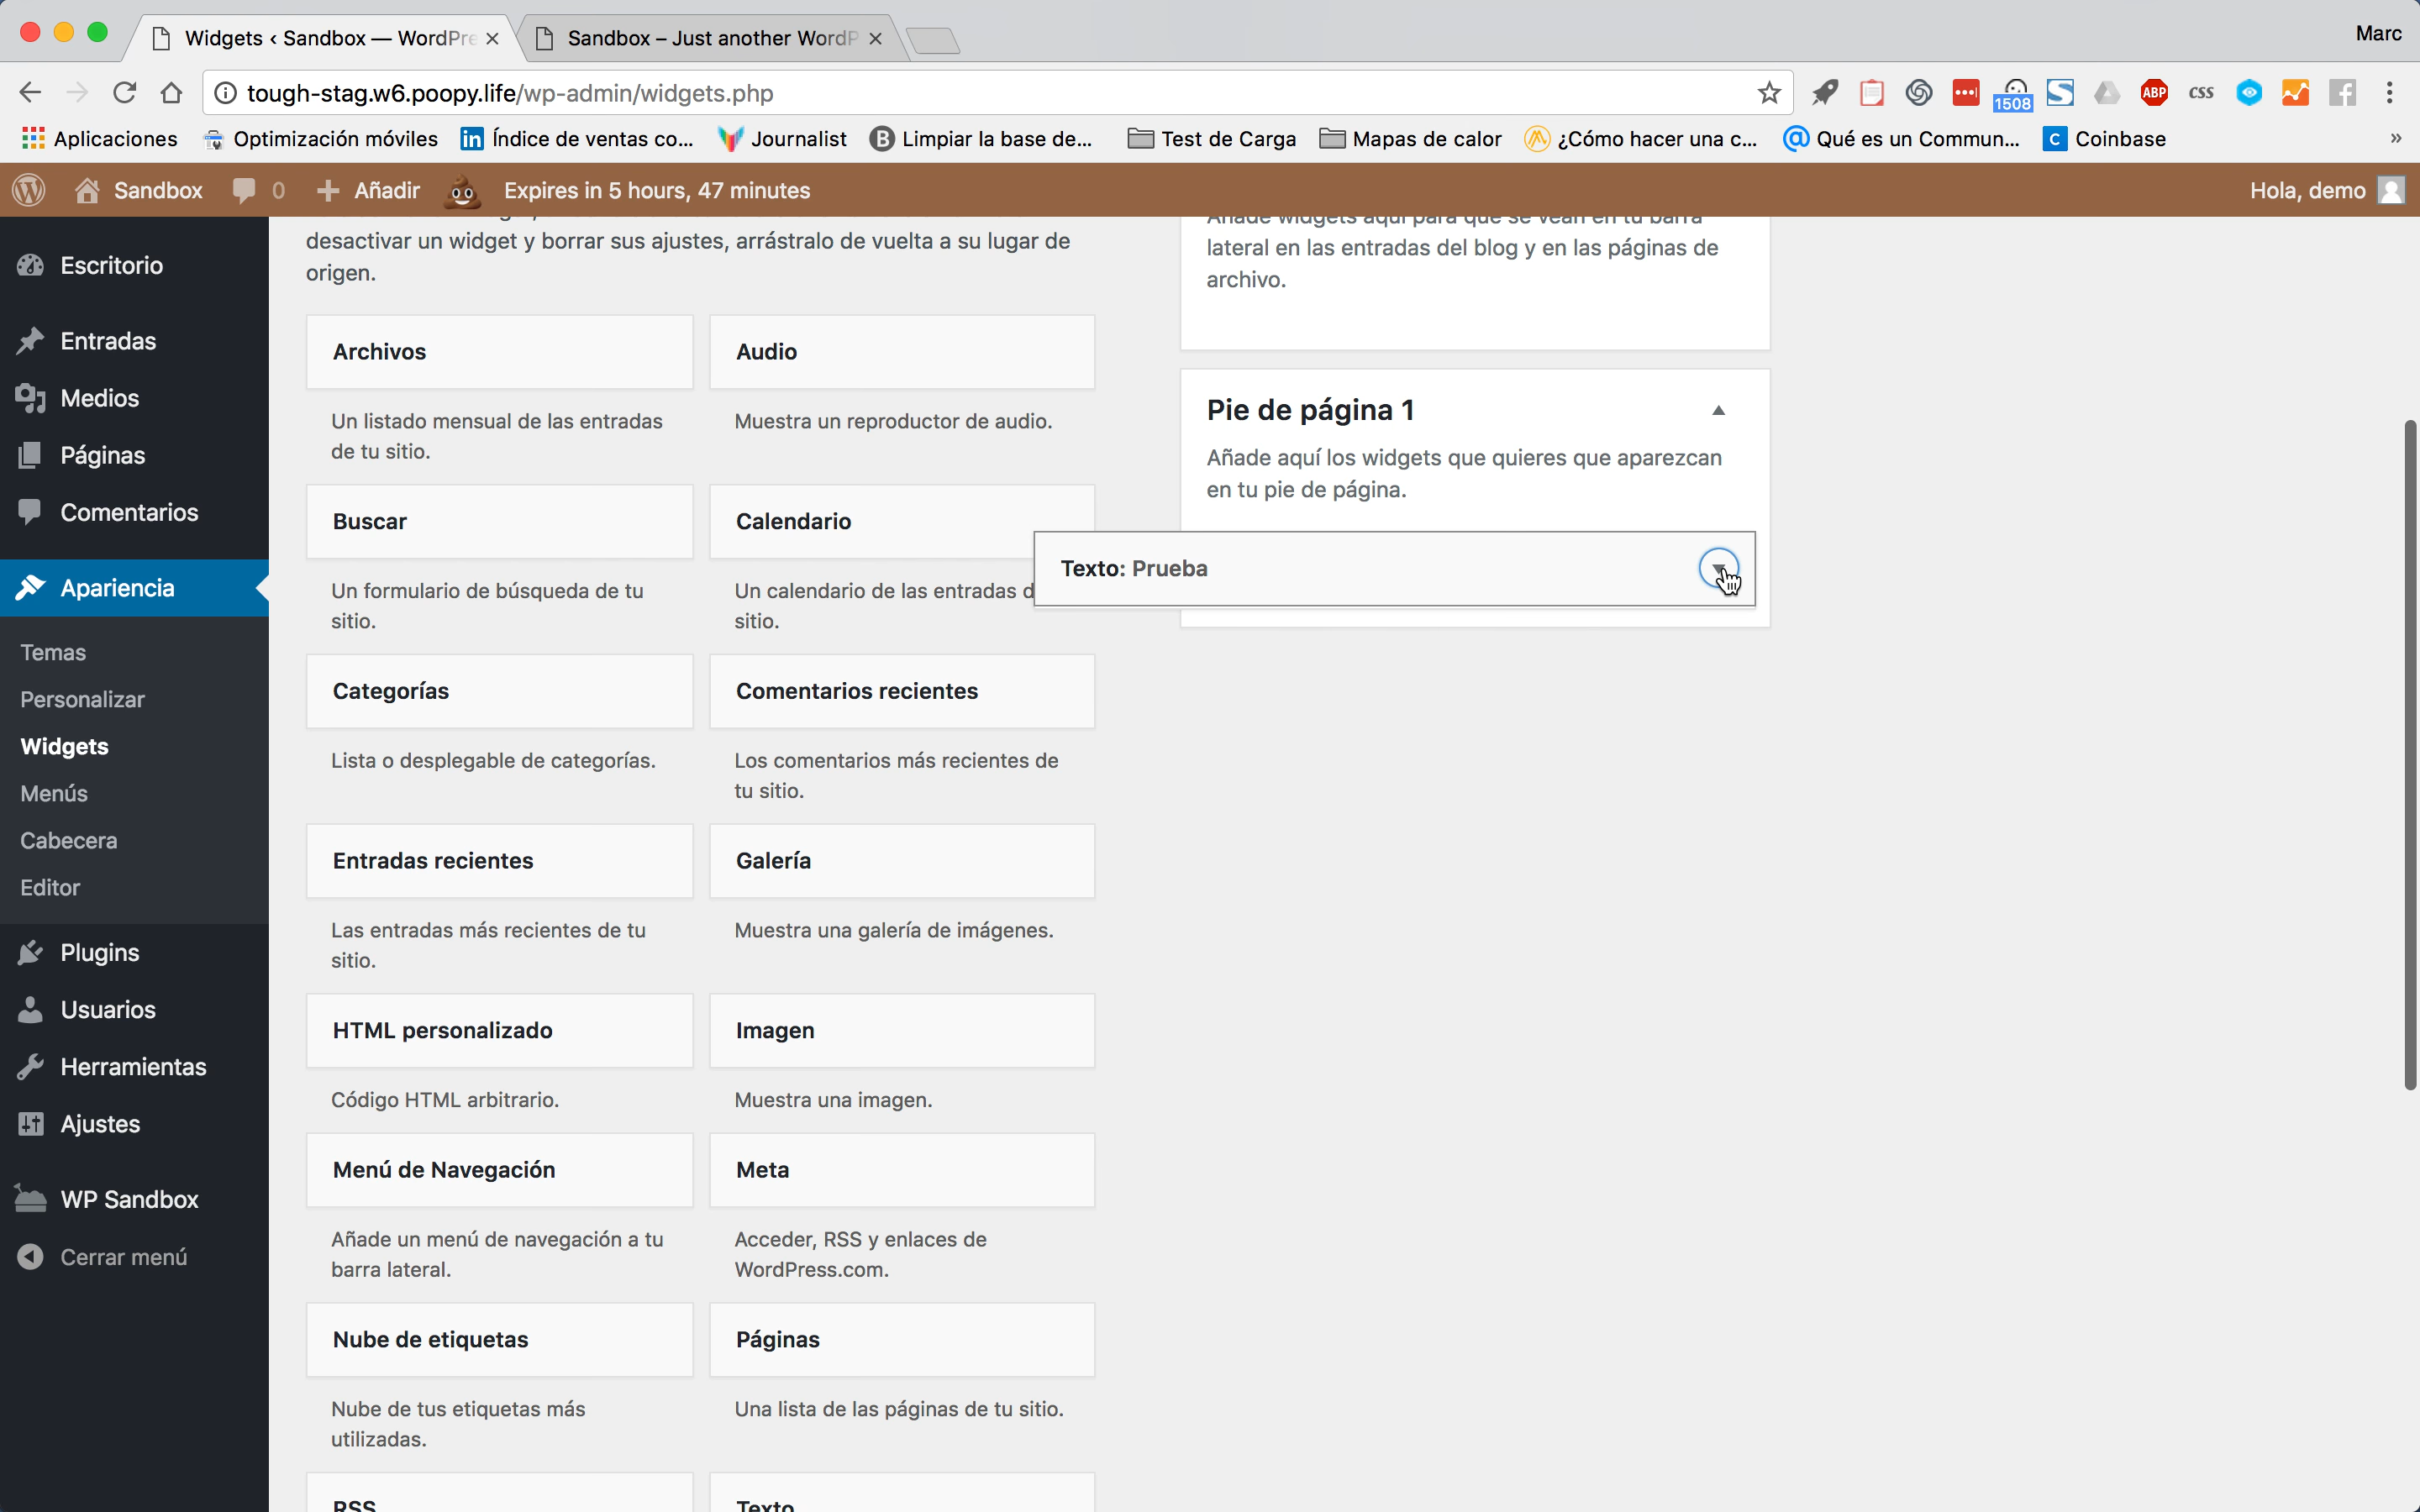 Widgets ‹ Sandbox — WordPre
Sandbox – Just another WordP
Marc
tough-stag.w6.poopy.life/wp-admin/widgets.php
1508
ABP
css
Aplicaciones
Optimización móviles
in
Índice de ventas co...
Journalist
B
Limpiar la base de...
Test de Carga
Mapas de calor
¿Cómo hacer una c...
Qué es un Commun...
C
Coinbase
»
Sandbox
0
Añadir
Expires in 5 hours, 47 minutes
Hola, demo
Escritorio
Entradas
Medios
Páginas
Comentarios
Apariencia
Temas
Personalizar
Widgets
Menús
Cabecera
Editor
Plugins
Usuarios
Herramientas
Ajustes
WP Sandbox
Cerrar menú
desactivar un widget y borrar sus ajustes, arrástralo de vuelta a su lugar de
origen.
Archivos
Un listado mensual de las entradas
de tu sitio.
Audio
Muestra un reproductor de audio.
Buscar
Un formulario de búsqueda de tu
sitio.
Calendario
Un calendario de las entradas d
sitio.
Categorías
Lista o desplegable de categorías.
Comentarios recientes
Los comentarios más recientes de
tu sitio.
Entradas recientes
Las entradas más recientes de tu
sitio.
Galería
Muestra una galería de imágenes.
HTML personalizado
Código HTML arbitrario.
Imagen
Muestra una imagen.
Menú de Navegación
Añade un menú de navegación a tu
barra lateral.
Meta
Acceder, RSS y enlaces de
WordPress.com.
Nube de etiquetas
Nube de tus etiquetas más
utilizadas.
Páginas
Una lista de las páginas de tu sitio.
RSS
Texto
Añade widgets aquí para que se vean en tu barra
lateral en las entradas del blog y en las páginas de
archivo.
Pie de página 1
Añade aquí los widgets que quieres que aparezcan
en tu pie de página.
Texto: Prueba